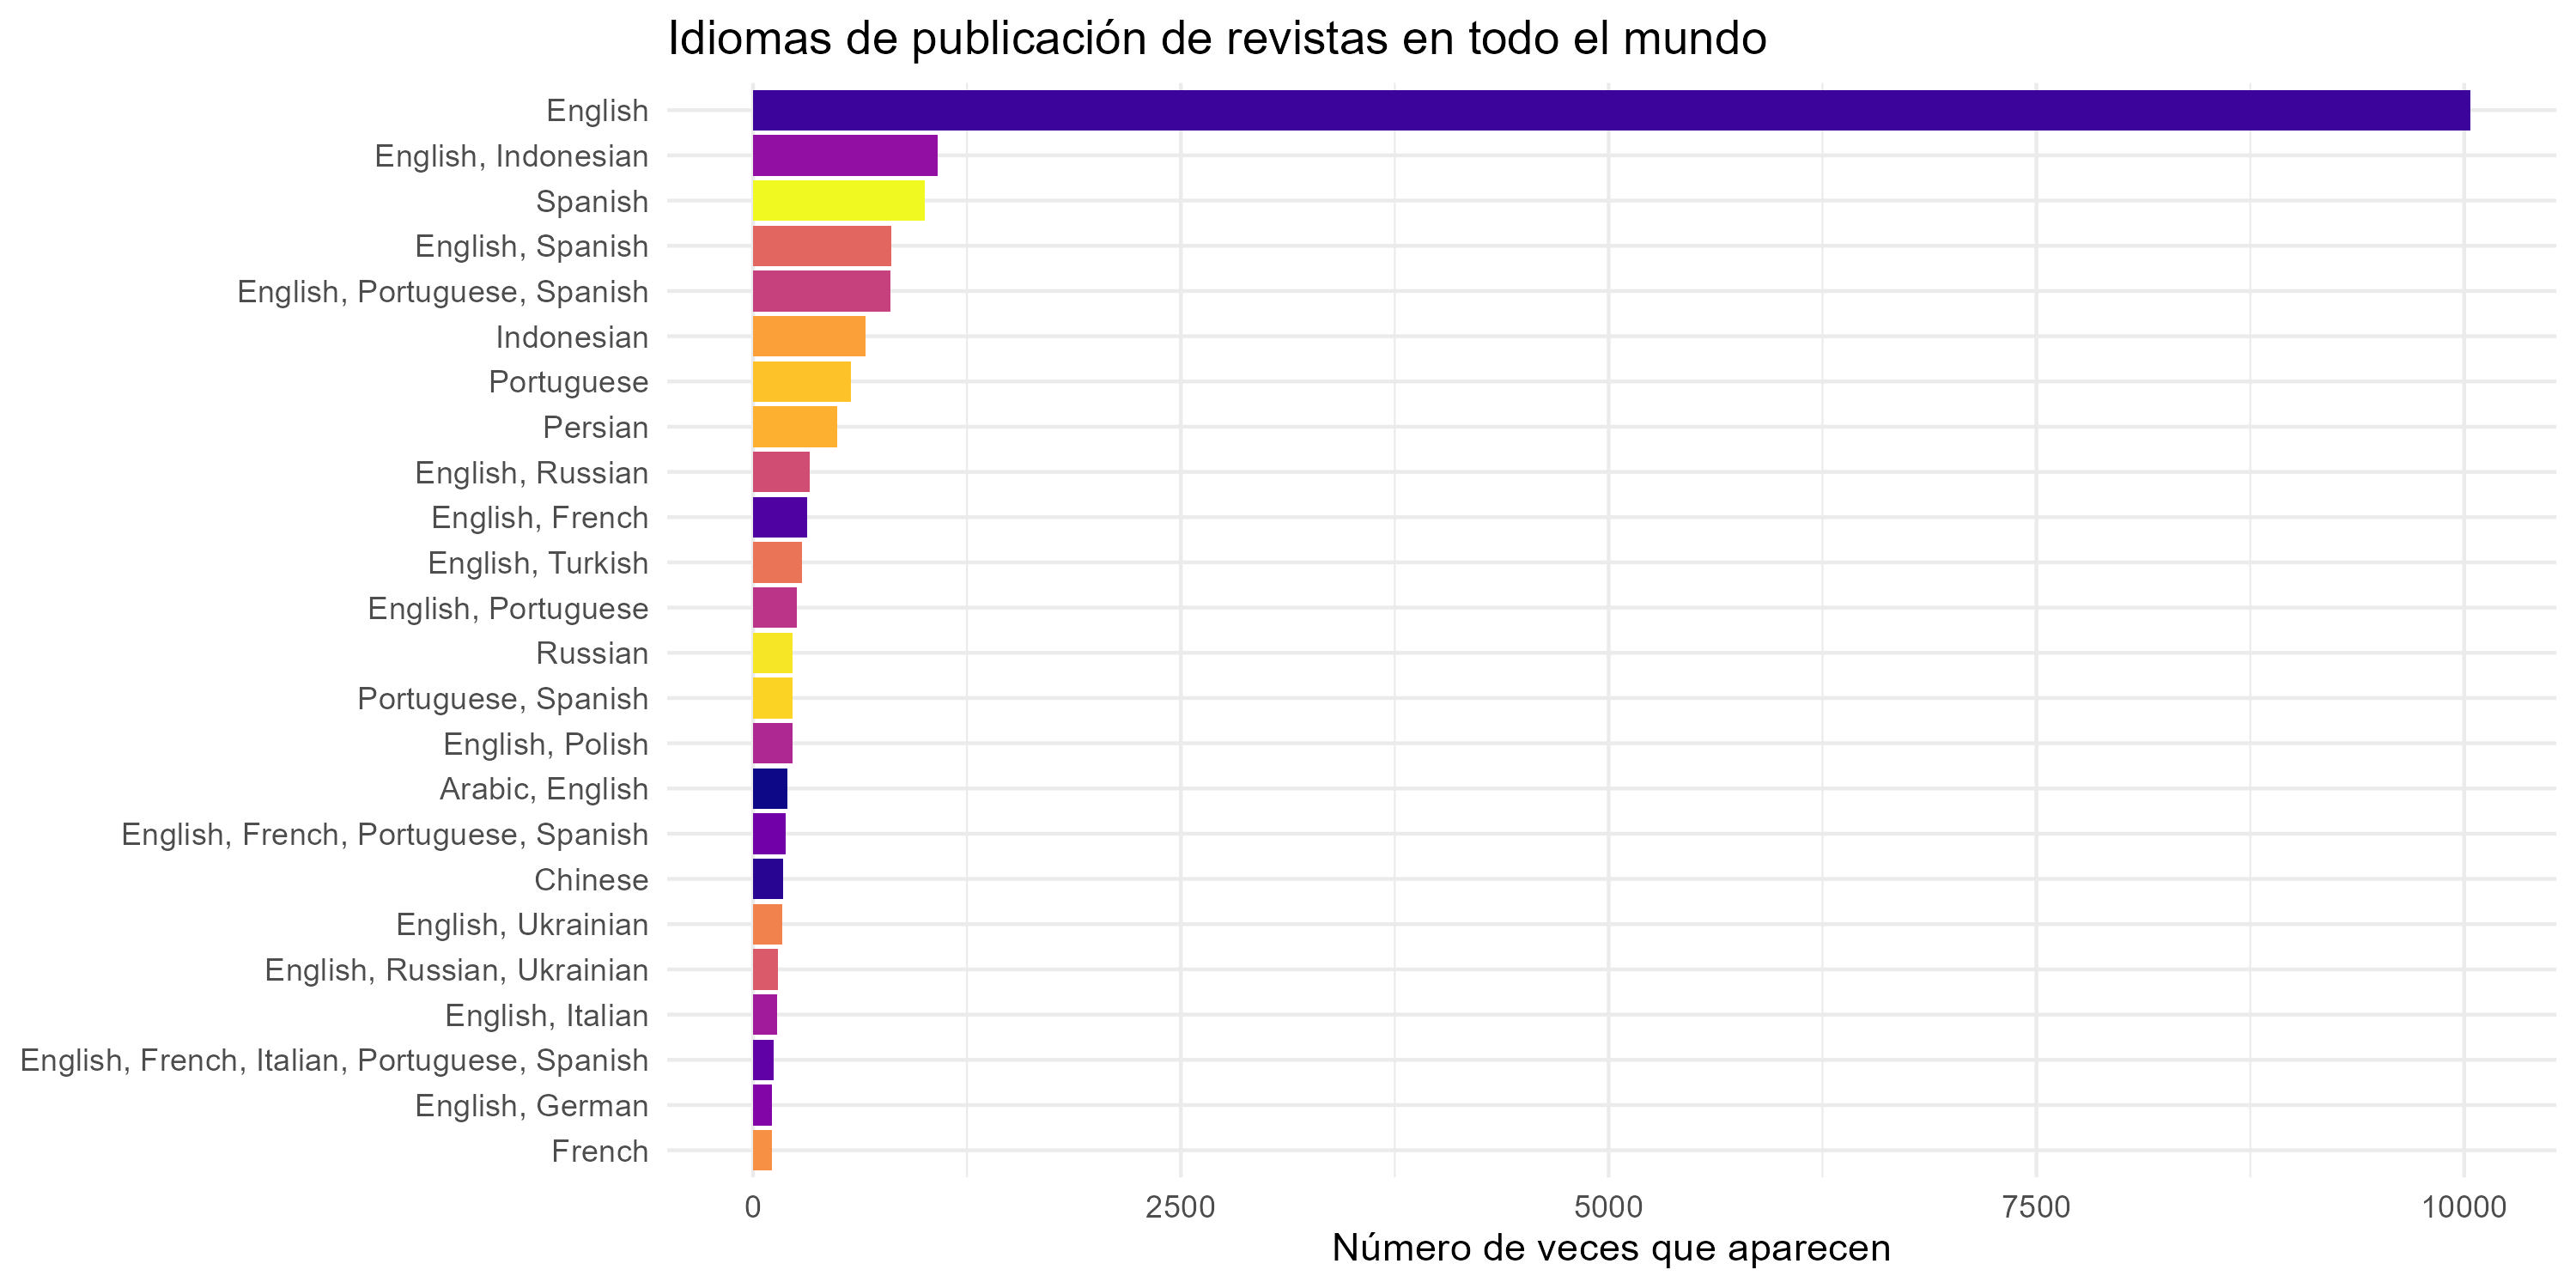 Idiomas de publicación de revistas en todo el mundo
English
English, Indonesian
Spanish
English, Spanish
English, Portuguese, Spanish
Indonesian
Portuguese
Persian
English, Russian
English, French
English, Turkish
English, Portuguese
Russian
Portuguese, Spanish
English, Polish
Arabic, English
English, French, Portuguese, Spanish
Chinese
English, Ukrainian
English, Russian, Ukrainian
English, Italian
English, French, Italian, Portuguese, Spanish
English, German
French
0 2500 5000 7500 10000
Número de veces que aparecen